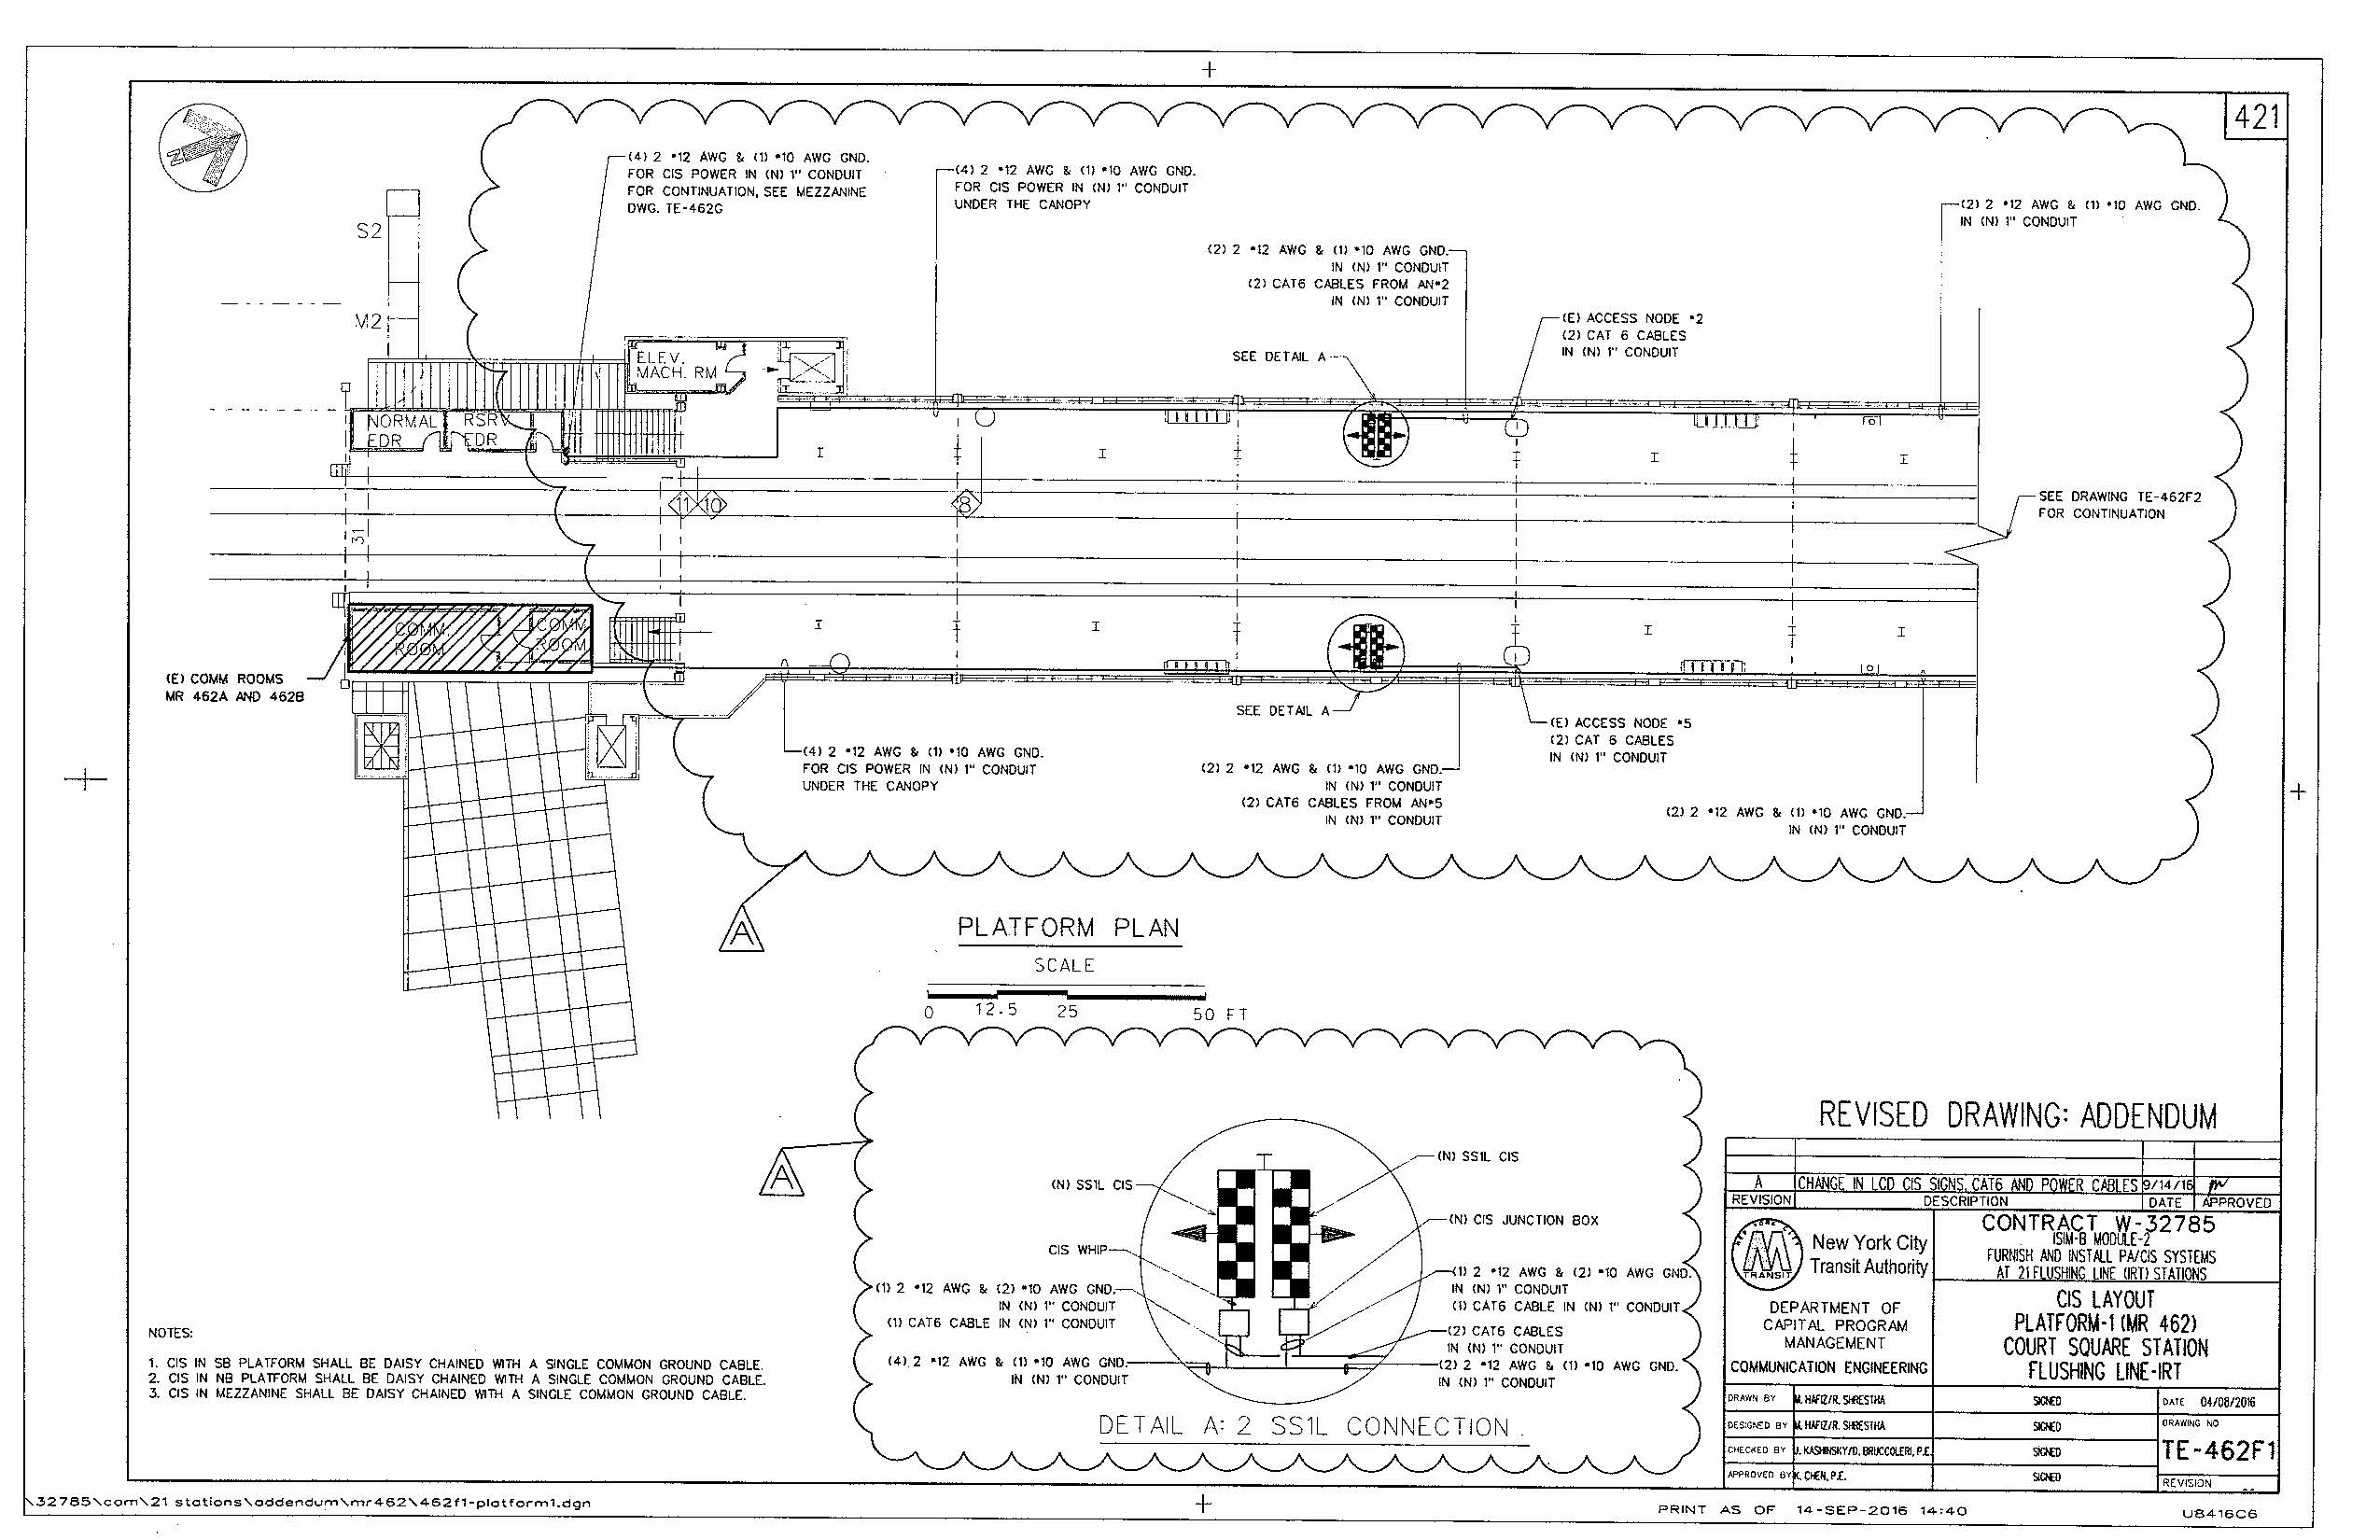 421
(4) 2 #12 AWG & (1) #10 AWG GND.
FOR CIS POWER IN (N) 1" CONDUIT
FOR CONTINUATION, SEE MEZZANINE
DWG. TE-462G
(4) 2 #12 AWG & (1) #10 AWG GND.
FOR CIS POWER IN (N) 1" CONDUIT
UNDER THE CANOPY
(2) 2 #12 AWG & (1) #10 AWG GND.
IN (N) 1" CONDUIT
(2) 2 #12 AWG & (1) #10 AWG GND.
IN (N) 1" CONDUIT
(2) CAT6 CABLES FROM AN#2
IN (N) 1" CONDUIT
(E) ACCESS NODE #2
(2) CAT 6 CABLES
IN (N) 1" CONDUIT
SEE DETAIL A
N
S2
M2
ELEV.
MACH. RM
NORMAL
EDR
RSRV
EDR
11
10
8
31
SEE DRAWING TE-462F2
FOR CONTINUATION
COMM.
ROOM
COMM
ROOM
(E) COMM ROOMS
MR 462A AND 462B
SEE DETAIL A
(E) ACCESS NODE #5
(2) CAT 6 CABLES
IN (N) 1" CONDUIT
(4) 2 #12 AWG & (1) #10 AWG GND.
FOR CIS POWER IN (N) 1" CONDUIT
UNDER THE CANOPY
(2) 2 #12 AWG & (1) #10 AWG GND.
IN (N) 1" CONDUIT
(2) CAT6 CABLES FROM AN#5
IN (N) 1" CONDUIT
(2) 2 #12 AWG & (1) #10 AWG GND.
IN (N) 1" CONDUIT
A
PLATFORM PLAN
SCALE
0 12.5 25 50 FT
A
(N) SS1L CIS
(N) SS1L CIS
(N) CIS JUNCTION BOX
CIS WHIP
(1) 2 #12 AWG & (2) #10 AWG GND.
IN (N) 1" CONDUIT
(1) CAT6 CABLE IN (N) 1" CONDUIT
(1) 2 #12 AWG & (2) #10 AWG GND.
IN (N) 1" CONDUIT
(1) CAT6 CABLE IN (N) 1" CONDUIT
(2) CAT6 CABLES
IN (N) 1" CONDUIT
(4) 2 #12 AWG & (1) #10 AWG GND.
IN (N) 1" CONDUIT
(2) 2 #12 AWG & (1) #10 AWG GND.
IN (N) 1" CONDUIT
DETAIL A: 2 SS1L CONNECTION
NOTES:
1. CIS IN SB PLATFORM SHALL BE DAISY CHAINED WITH A SINGLE COMMON GROUND CABLE.
2. CIS IN NB PLATFORM SHALL BE DAISY CHAINED WITH A SINGLE COMMON GROUND CABLE.
3. CIS IN MEZZANINE SHALL BE DAISY CHAINED WITH A SINGLE COMMON GROUND CABLE.
REVISED DRAWING: ADDENDUM
A CHANGE IN LCD CIS SIGNS, CAT6 AND POWER CABLES 9/14/16
REVISION DESCRIPTION DATE APPROVED
New York City
Transit Authority
TRANSIT
DEPARTMENT OF
CAPITAL PROGRAM
MANAGEMENT
COMMUNICATION ENGINEERING
CONTRACT W-32785
ISIM-B MODULE-2
FURNISH AND INSTALL PA/CIS SYSTEMS
AT 21 FLUSHING LINE (IRT) STATIONS
CIS LAYOUT
PLATFORM-1 (MR 462)
COURT SQUARE STATION
FLUSHING LINE-IRT
DRAWN BY M. HAFIZ/R. SHRESTHA SIGNED DATE 04/08/2016
DESIGNED BY M. HAFIZ/R. SHRESTHA SIGNED DRAWING NO
CHECKED BY J. KASHINSKY/D. BRUCCOLERI, P.E. SIGNED TE-462F1
APPROVED BY K. CHEN, P.E. SIGNED REVISION
\32785\com\21 stations\addendum\mr462\462f1-platform1.dgn
PRINT AS OF 14-SEP-2016 14:40
U8416C6